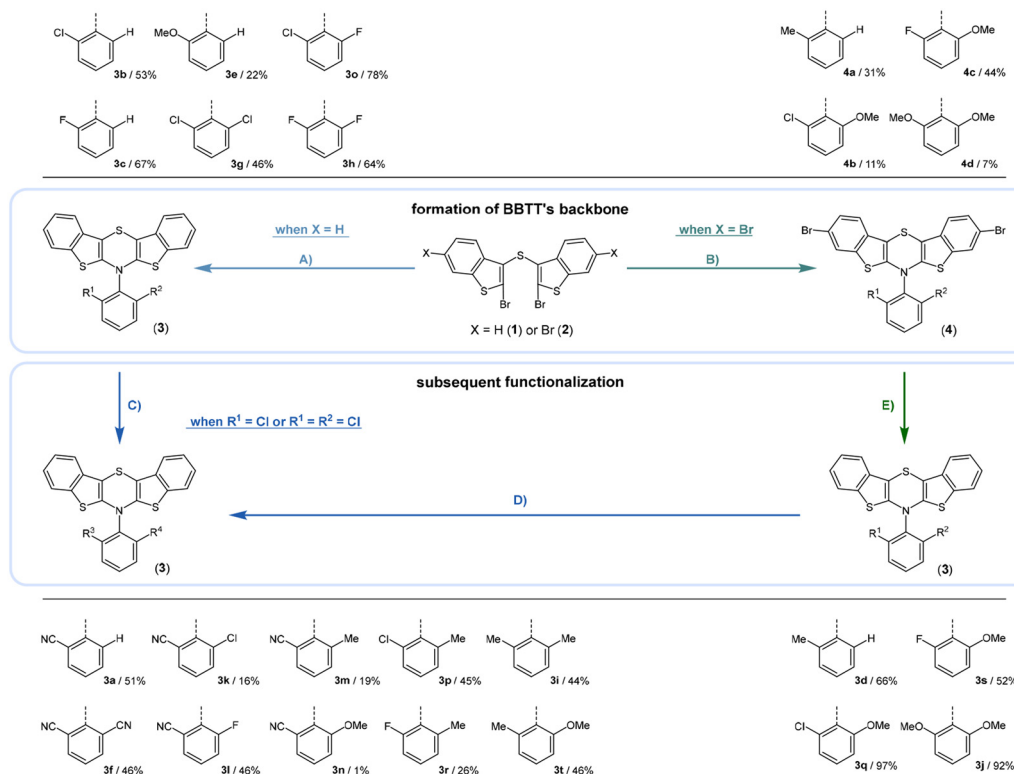 Cl H
3b / 53%
MeO H
3e / 22%
Cl F
3o / 78%
Me H
4a / 31%
F OMe
4c / 44%
F H
3c / 67%
Cl Cl
3g / 46%
F F
3h / 64%
Cl OMe
4b / 11%
MeO OMe
4d / 7%
formation of BBTT's backbone
S
S N S
R¹ R²
(3)
when X = H
A)
X S X
S Br Br S
X = H (1) or Br (2)
when X = Br
B)
Br S Br
S N S
R¹ R²
(4)
subsequent functionalization
C)
when R¹ = Cl or R¹ = R² = Cl
E)
S
S N S
R³ R⁴
(3)
D)
S
S N S
R¹ R²
(3)
NC H
3a / 51%
NC Cl
3k / 16%
NC Me
3m / 19%
Cl Me
3p / 45%
Me Me
3i / 44%
Me H
3d / 66%
F OMe
3s / 52%
NC CN
3f / 46%
NC F
3l / 46%
NC OMe
3n / 1%
F Me
3r / 26%
Me OMe
3t / 46%
Cl OMe
3q / 97%
MeO OMe
3j / 92%